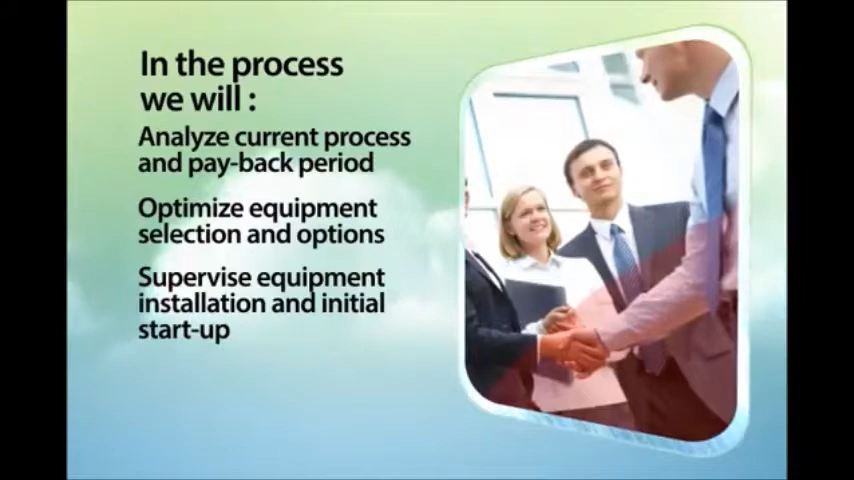 In the process
we will :
Analyze current process
and pay-back period
Optimize equipment
selection and options
Supervise equipment
installation and initial
start-up